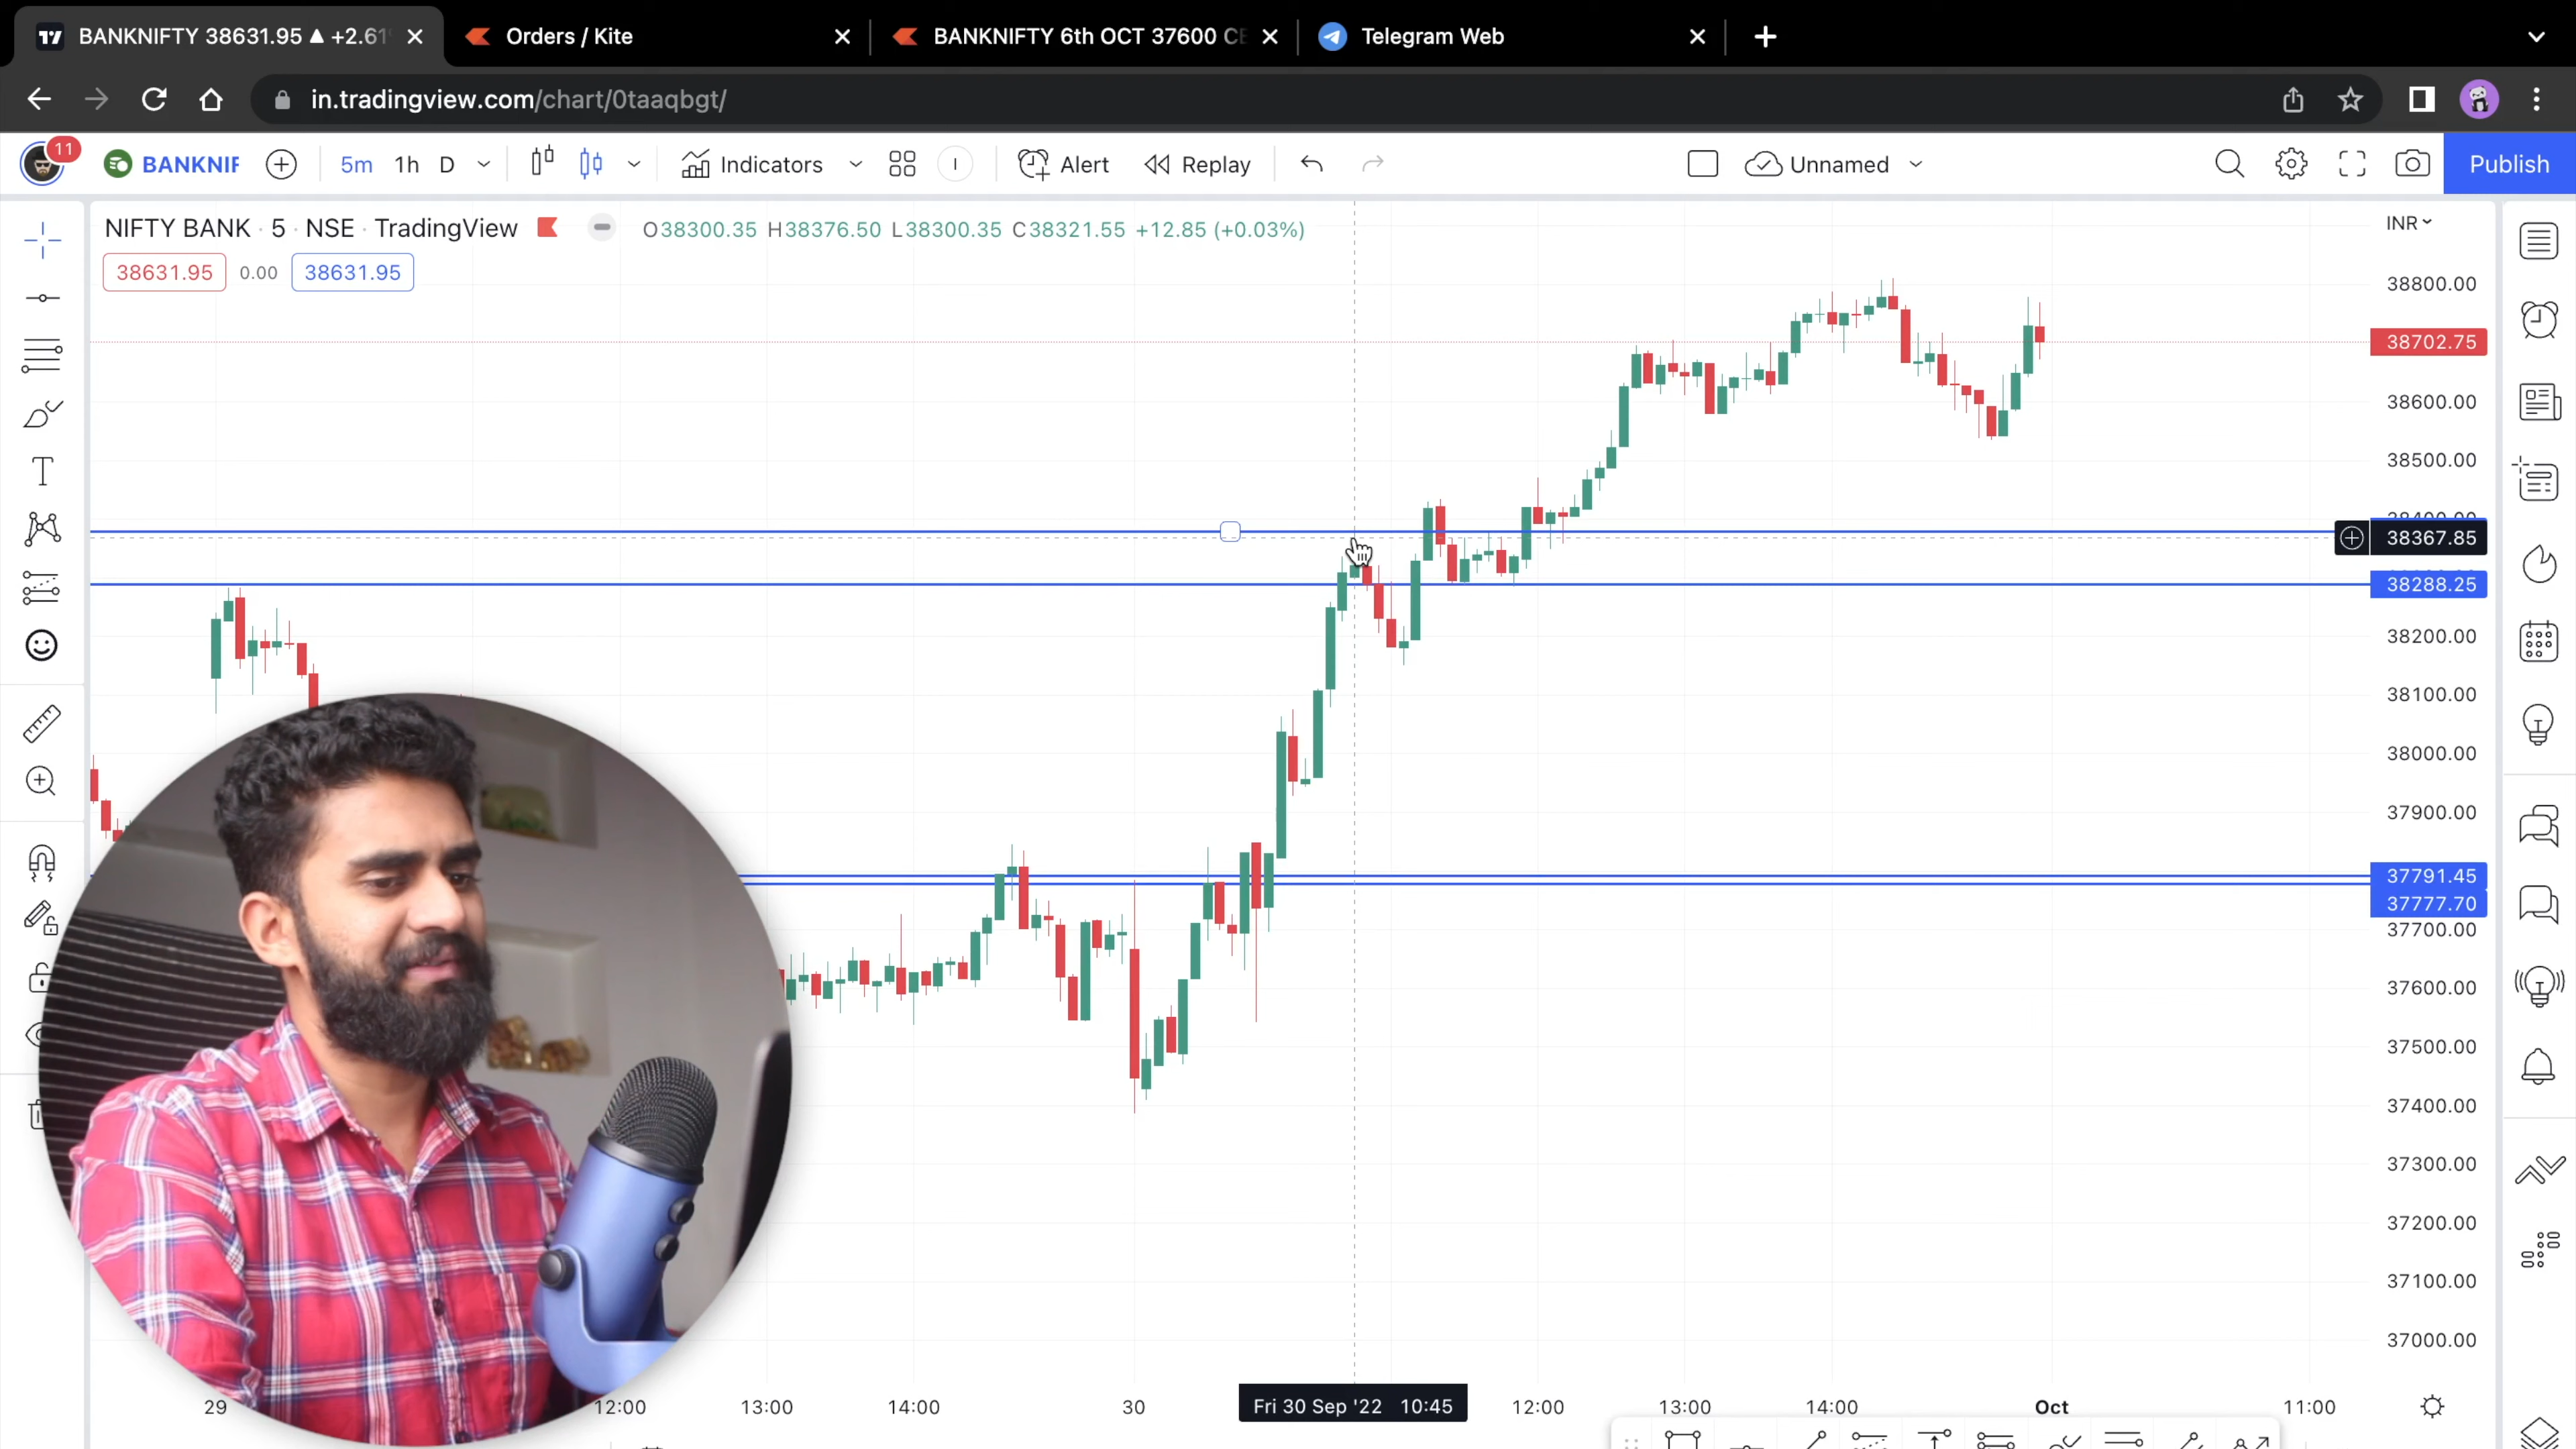 BANKNIFTY 38631.95 ▲ +2.61%
Orders / Kite
BANKNIFTY 6th OCT 37600 CE
Telegram Web
in.tradingview.com/chart/0taaqbgt/
11
BANKNIF
5m 1h D
Indicators
Alert
Replay
Unnamed
Publish
NIFTY BANK · 5 · NSE · TradingView
O38300.35 H38376.50 L38300.35 C38321.55 +12.85 (+0.03%)
INR
38631.95 0.00 38631.95
38800.00
38702.75
38600.00
38500.00
38367.85
38288.25
38200.00
38100.00
38000.00
37900.00
37791.45
37777.70
37700.00
37600.00
37500.00
37400.00
37300.00
37200.00
37100.00
37000.00
29 12:00 13:00 14:00 30 Fri 30 Sep '22 10:45 12:00 13:00 14:00 Oct 11:00